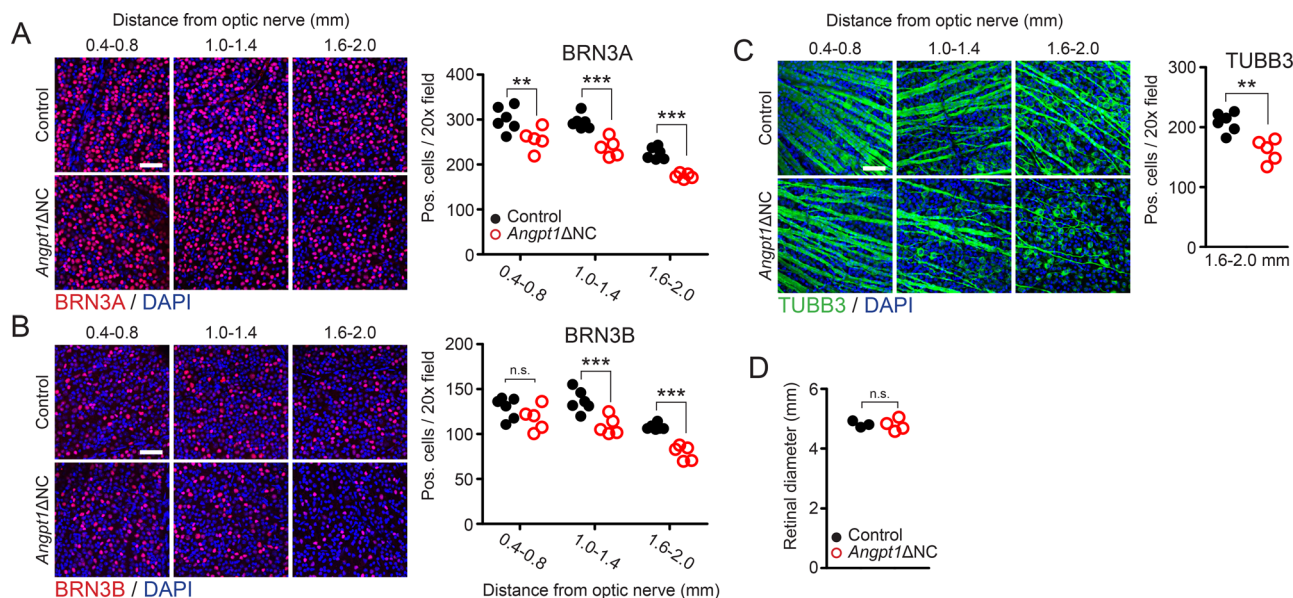 A
Distance from optic nerve (mm)
0.4-0.8 1.0-1.4 1.6-2.0
Control
Angpt1ΔNC
BRN3A / DAPI
BRN3A
Pos. cells / 20x field
400
300
200
100
0
** *** ***
Control
Angpt1ΔNC
0.4-0.8 1.0-1.4 1.6-2.0
B
0.4-0.8 1.0-1.4 1.6-2.0
Control
Angpt1ΔNC
BRN3B / DAPI
BRN3B
Pos. cells / 20x field
200
150
100
50
0
n.s. *** ***
0.4-0.8 1.0-1.4 1.6-2.0
Distance from optic nerve (mm)
C
Distance from optic nerve (mm)
0.4-0.8 1.0-1.4 1.6-2.0
Control
Angpt1ΔNC
TUBB3 / DAPI
TUBB3
Pos. cells / 20x field
300
200
100
0
**
1.6-2.0 mm
D
Retinal diameter (mm)
6
4
2
0
n.s.
Control
Angpt1ΔNC